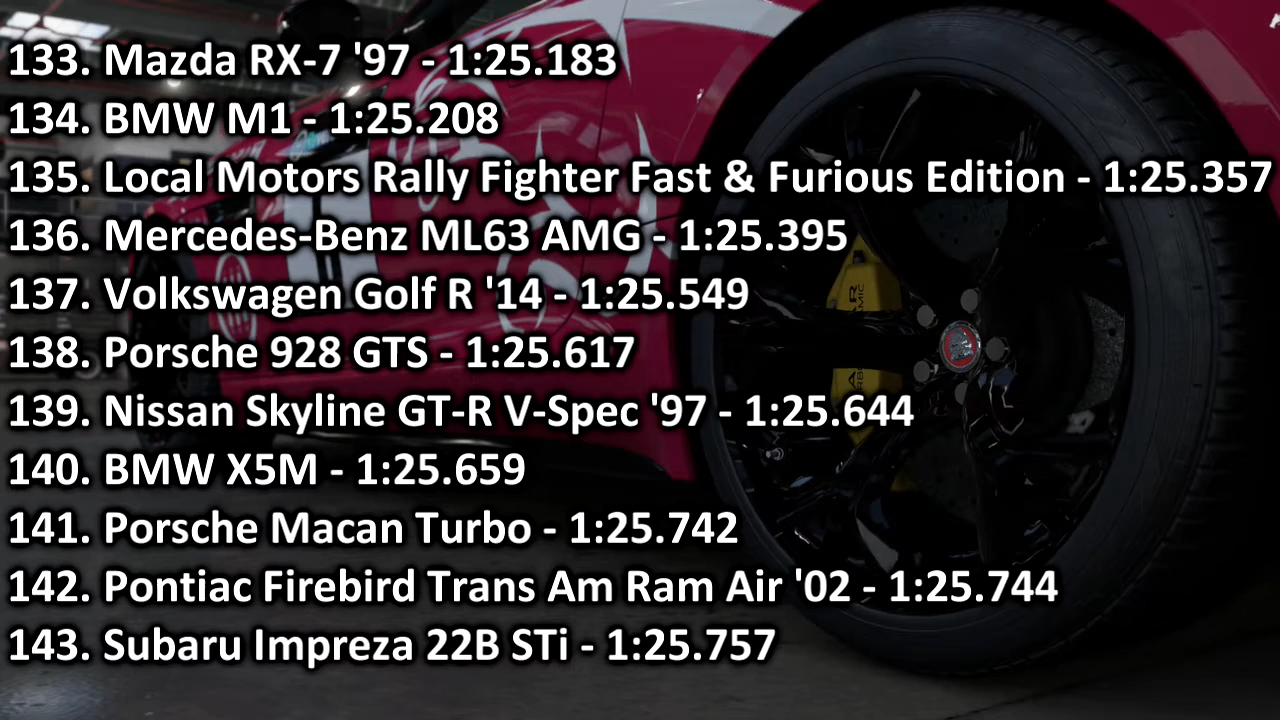 133. Mazda RX-7 '97 - 1:25.183
134. BMW M1 - 1:25.208
135. Local Motors Rally Fighter Fast & Furious Edition - 1:25.357
136. Mercedes-Benz ML63 AMG - 1:25.395
137. Volkswagen Golf R '14 - 1:25.549
138. Porsche 928 GTS - 1:25.617
139. Nissan Skyline GT-R V-Spec '97 - 1:25.644
140. BMW X5M - 1:25.659
141. Porsche Macan Turbo - 1:25.742
142. Pontiac Firebird Trans Am Ram Air '02 - 1:25.744
143. Subaru Impreza 22B STi - 1:25.757